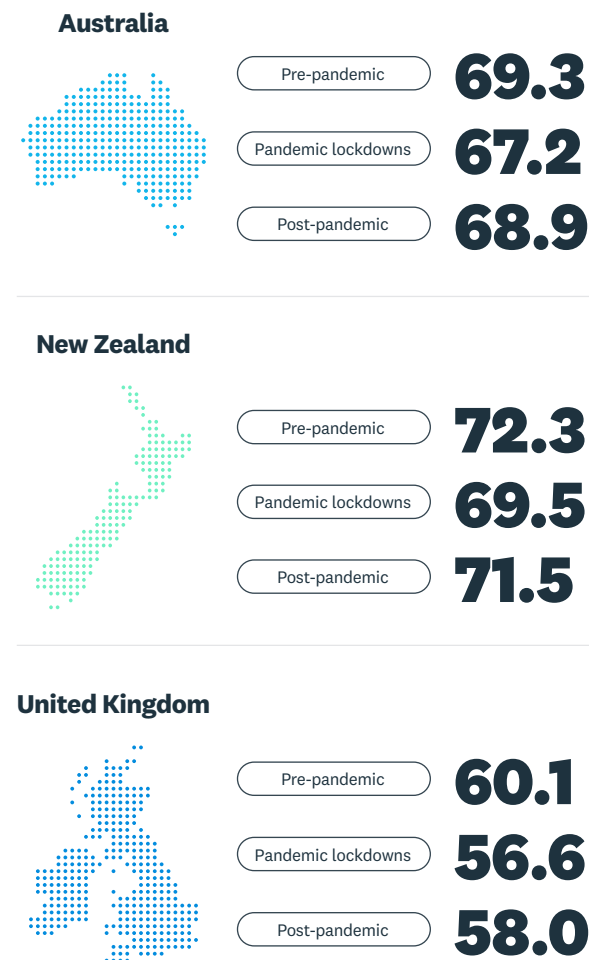 Australia
Pre-pandemic 69.3
Pandemic lockdowns 67.2
Post-pandemic 68.9
New Zealand
Pre-pandemic 72.3
Pandemic lockdowns 69.5
Post-pandemic 71.5
United Kingdom
Pre-pandemic 60.1
Pandemic lockdowns 56.6
Post-pandemic 58.0